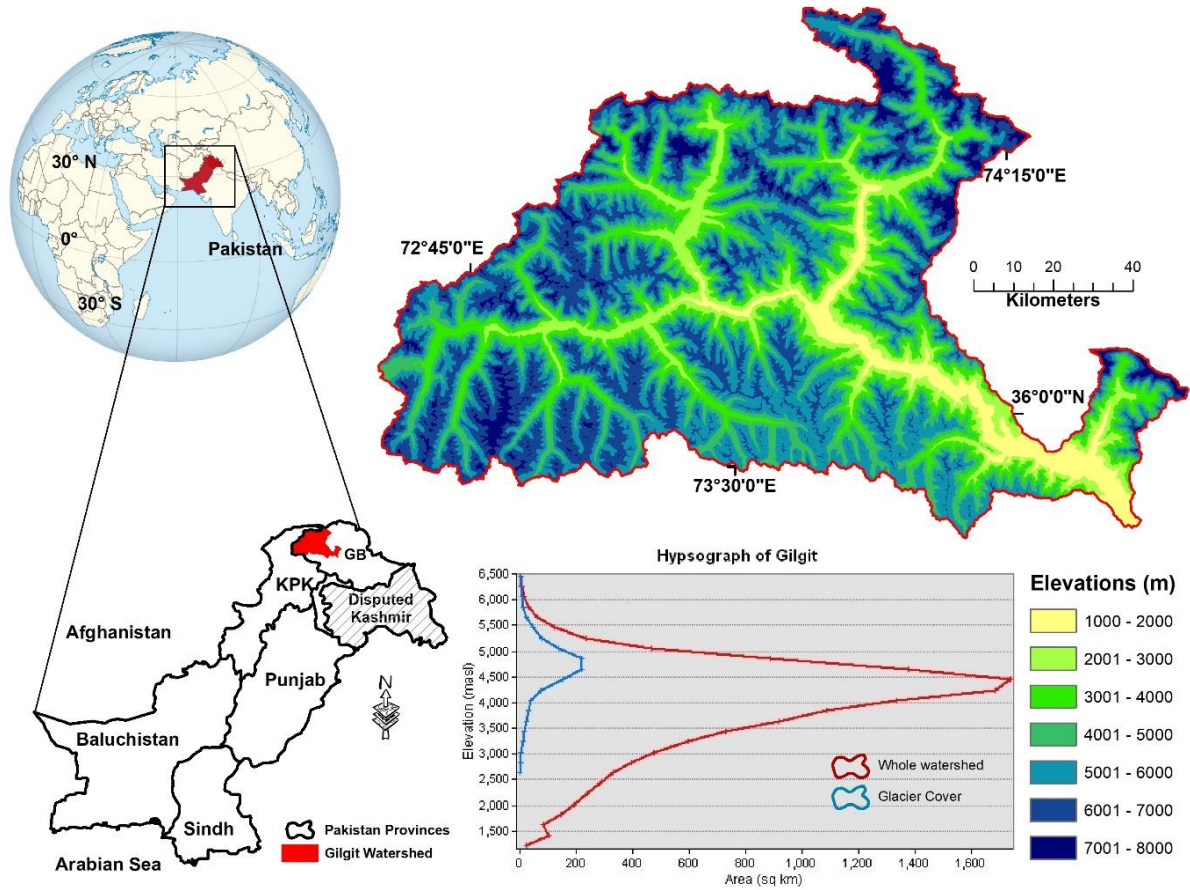 30° N
0°
30° S
Pakistan
72°45'0"E
74°15'0"E
0 10 20 40
Kilometers
36°0'0"N
73°30'0"E
GB
KPK
Disputed
Kashmir
Afghanistan
Punjab
N
Baluchistan
Sindh
Arabian Sea
Pakistan Provinces
Gilgit Watershed
Hypsograph of Gilgit
Elevation (masl)
6,500
6,000
5,500
5,000
4,500
4,000
3,500
3,000
2,500
2,000
1,500
Whole watershed
Glacier Cover
0 200 400 600 800 1,000 1,200 1,400 1,600
Area (sq km)
Elevations (m)
1000 - 2000
2001 - 3000
3001 - 4000
4001 - 5000
5001 - 6000
6001 - 7000
7001 - 8000